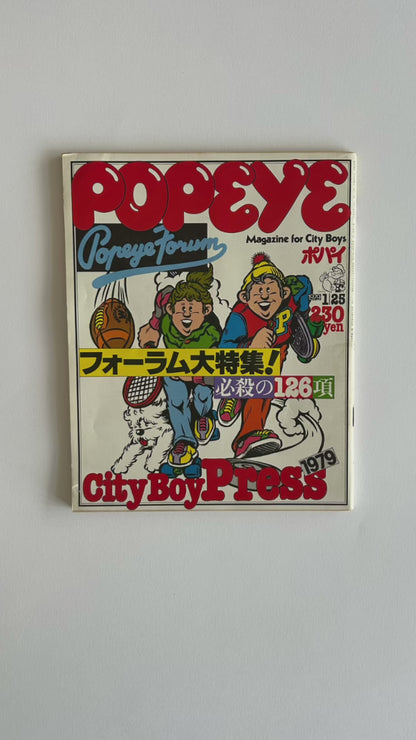 POPEYE
Popeye Forum
Magazine for City Boys
ポパイ
1/25
230
yen
フォーラム大特集!
必殺の126項
P
City Boy Press
1979